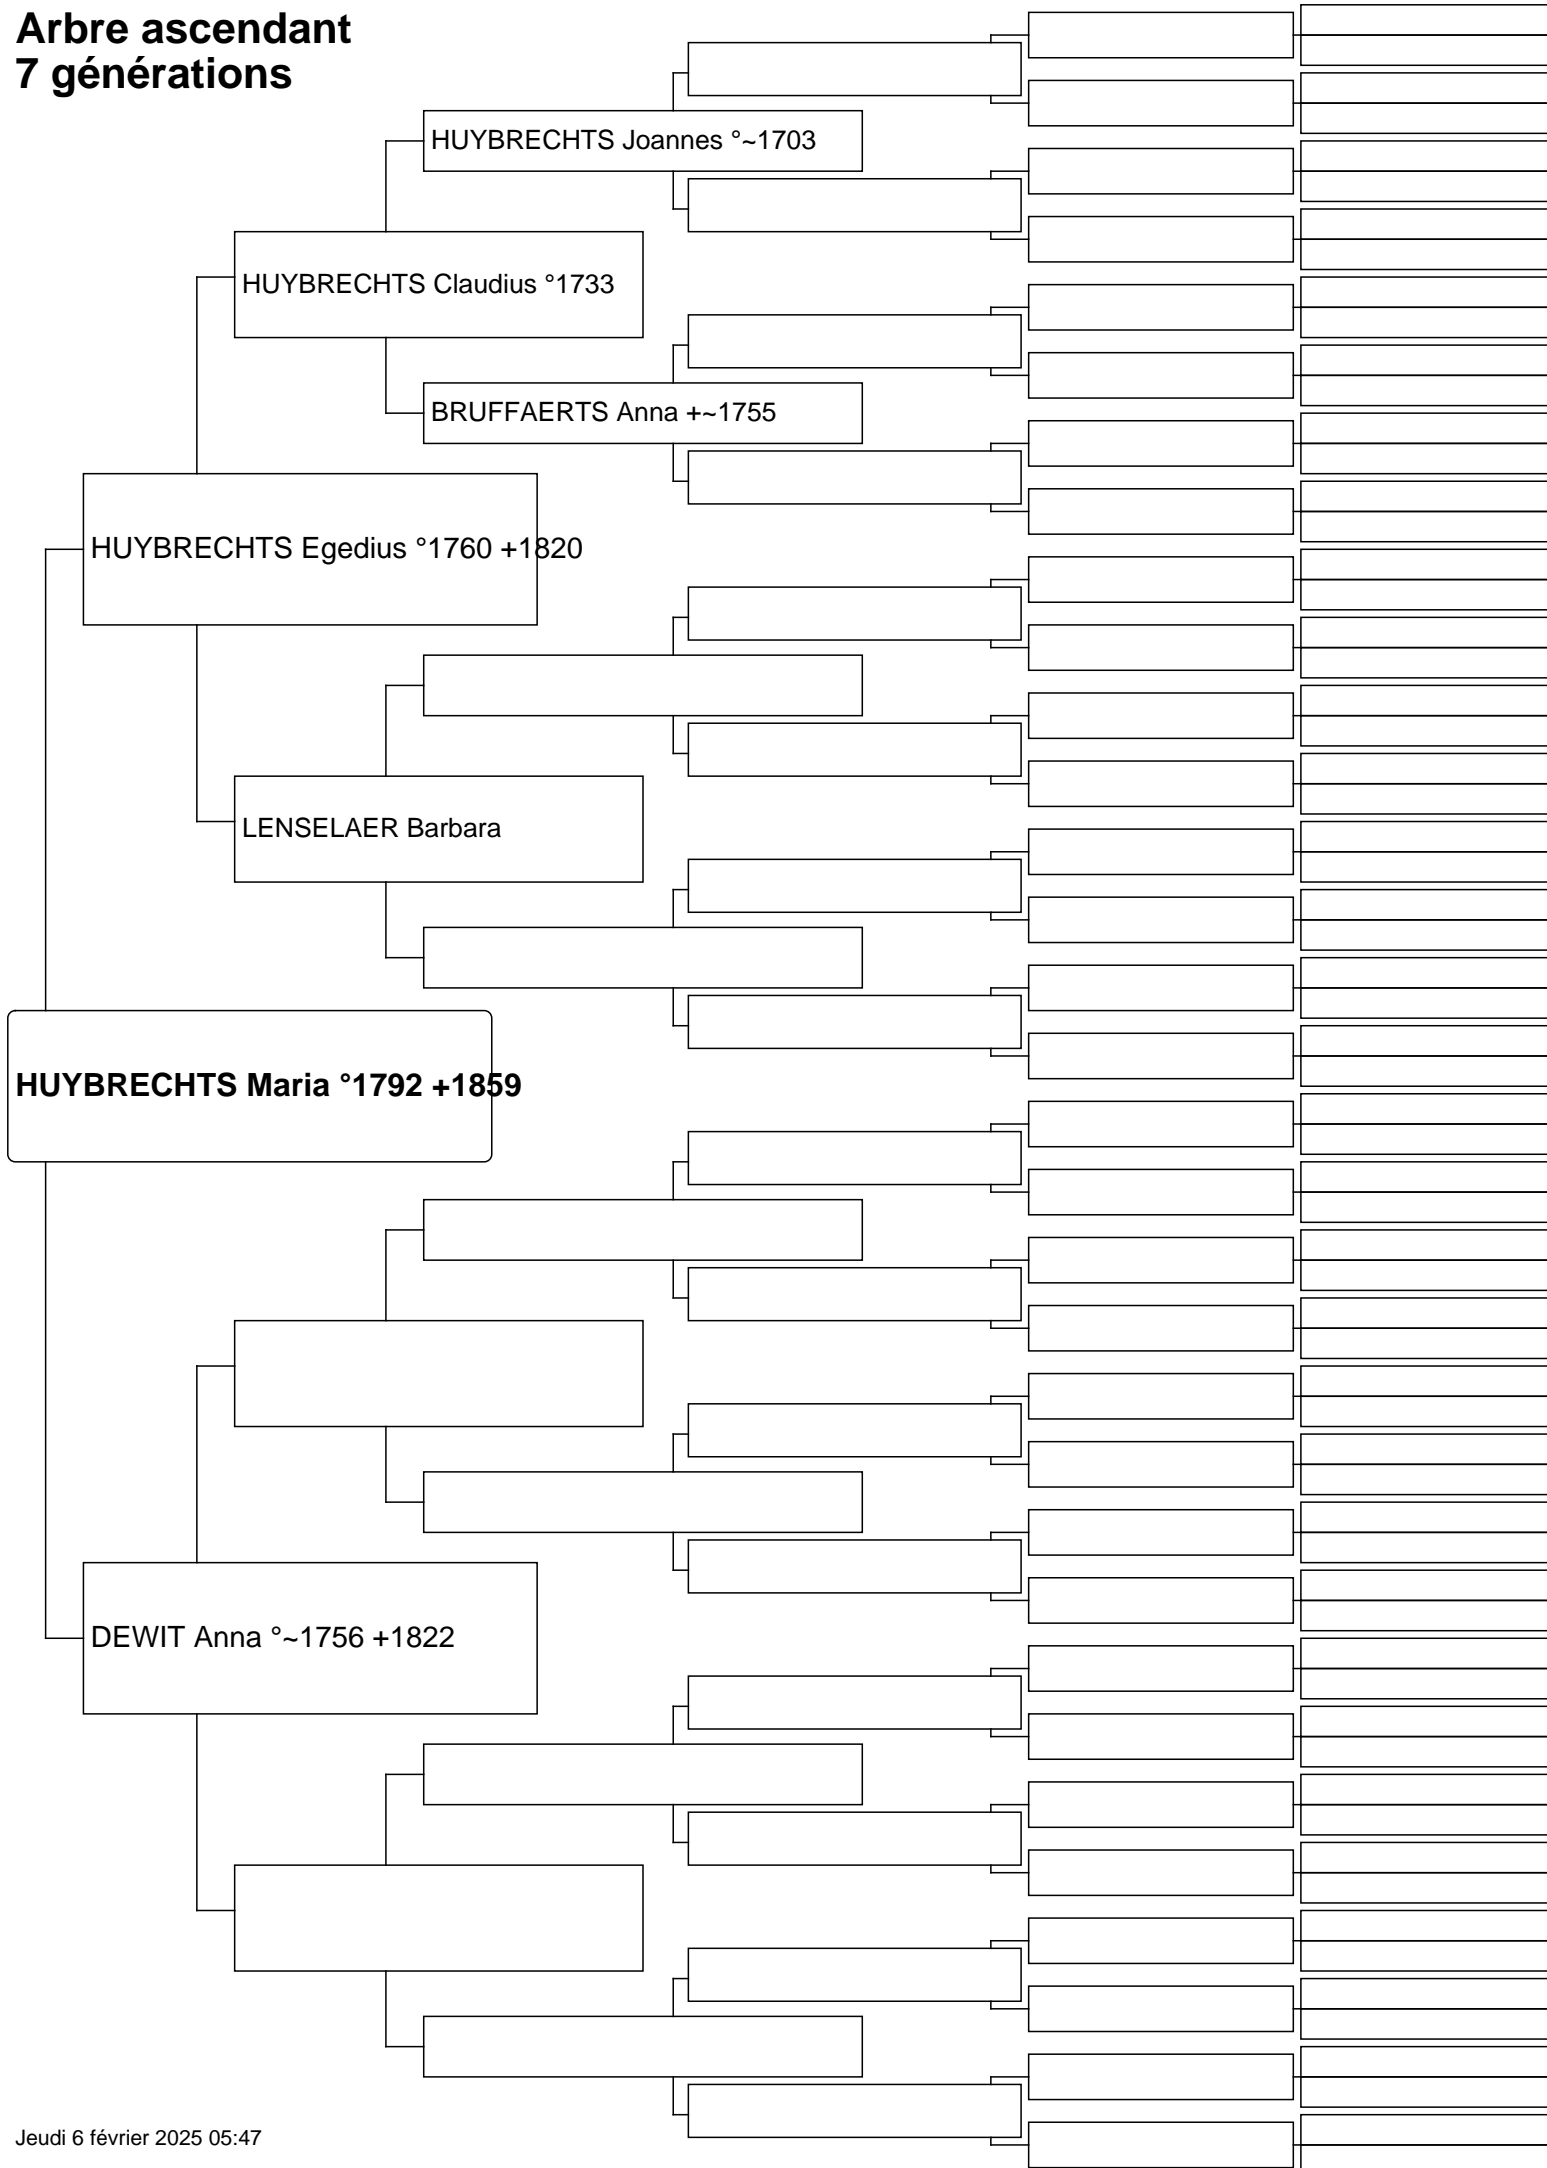 Arbre ascendant
7 générations
HUYBRECHTS Joannes °~1703
HUYBRECHTS Claudius °1733
BRUFFAERTS Anna +~1755
HUYBRECHTS Egedius °1760 +1820
LENSELAER Barbara
HUYBRECHTS Maria °1792 +1859
DEWIT Anna °~1756 +1822
Jeudi 6 février 2025 05:47